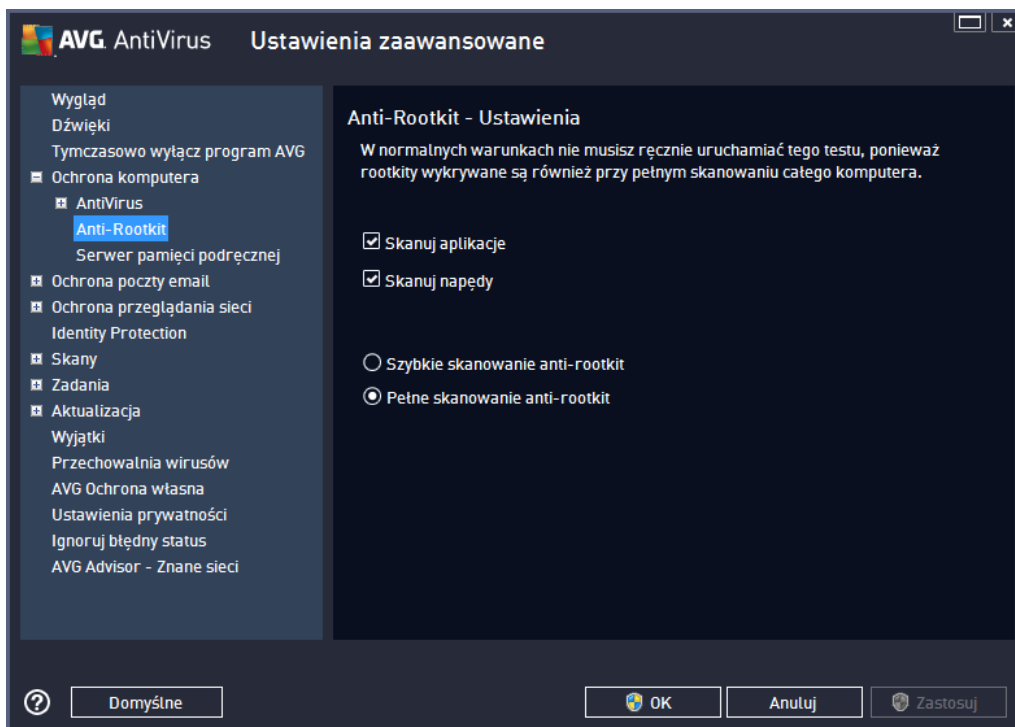 AVG. AntiVirus Ustawienia zaawansowane
Wygląd
Dźwięki
Tymczasowo wyłącz program AVG
Ochrona komputera
AntiVirus
Anti-Rootkit
Serwer pamięci podręcznej
Ochrona poczty email
Ochrona przeglądania sieci
Identity Protection
Skany
Zadania
Aktualizacja
Wyjątki
Przechowalnia wirusów
AVG Ochrona własna
Ustawienia prywatności
Ignoruj błędny status
AVG Advisor - Znane sieci
Anti-Rootkit - Ustawienia
W normalnych warunkach nie musisz ręcznie uruchamiać tego testu, ponieważ
rootkity wykrywane są również przy pełnym skanowaniu całego komputera.
Skanuj aplikacje
Skanuj napędy
Szybkie skanowanie anti-rootkit
Pełne skanowanie anti-rootkit
? Domyślne OK Anuluj Zastosuj